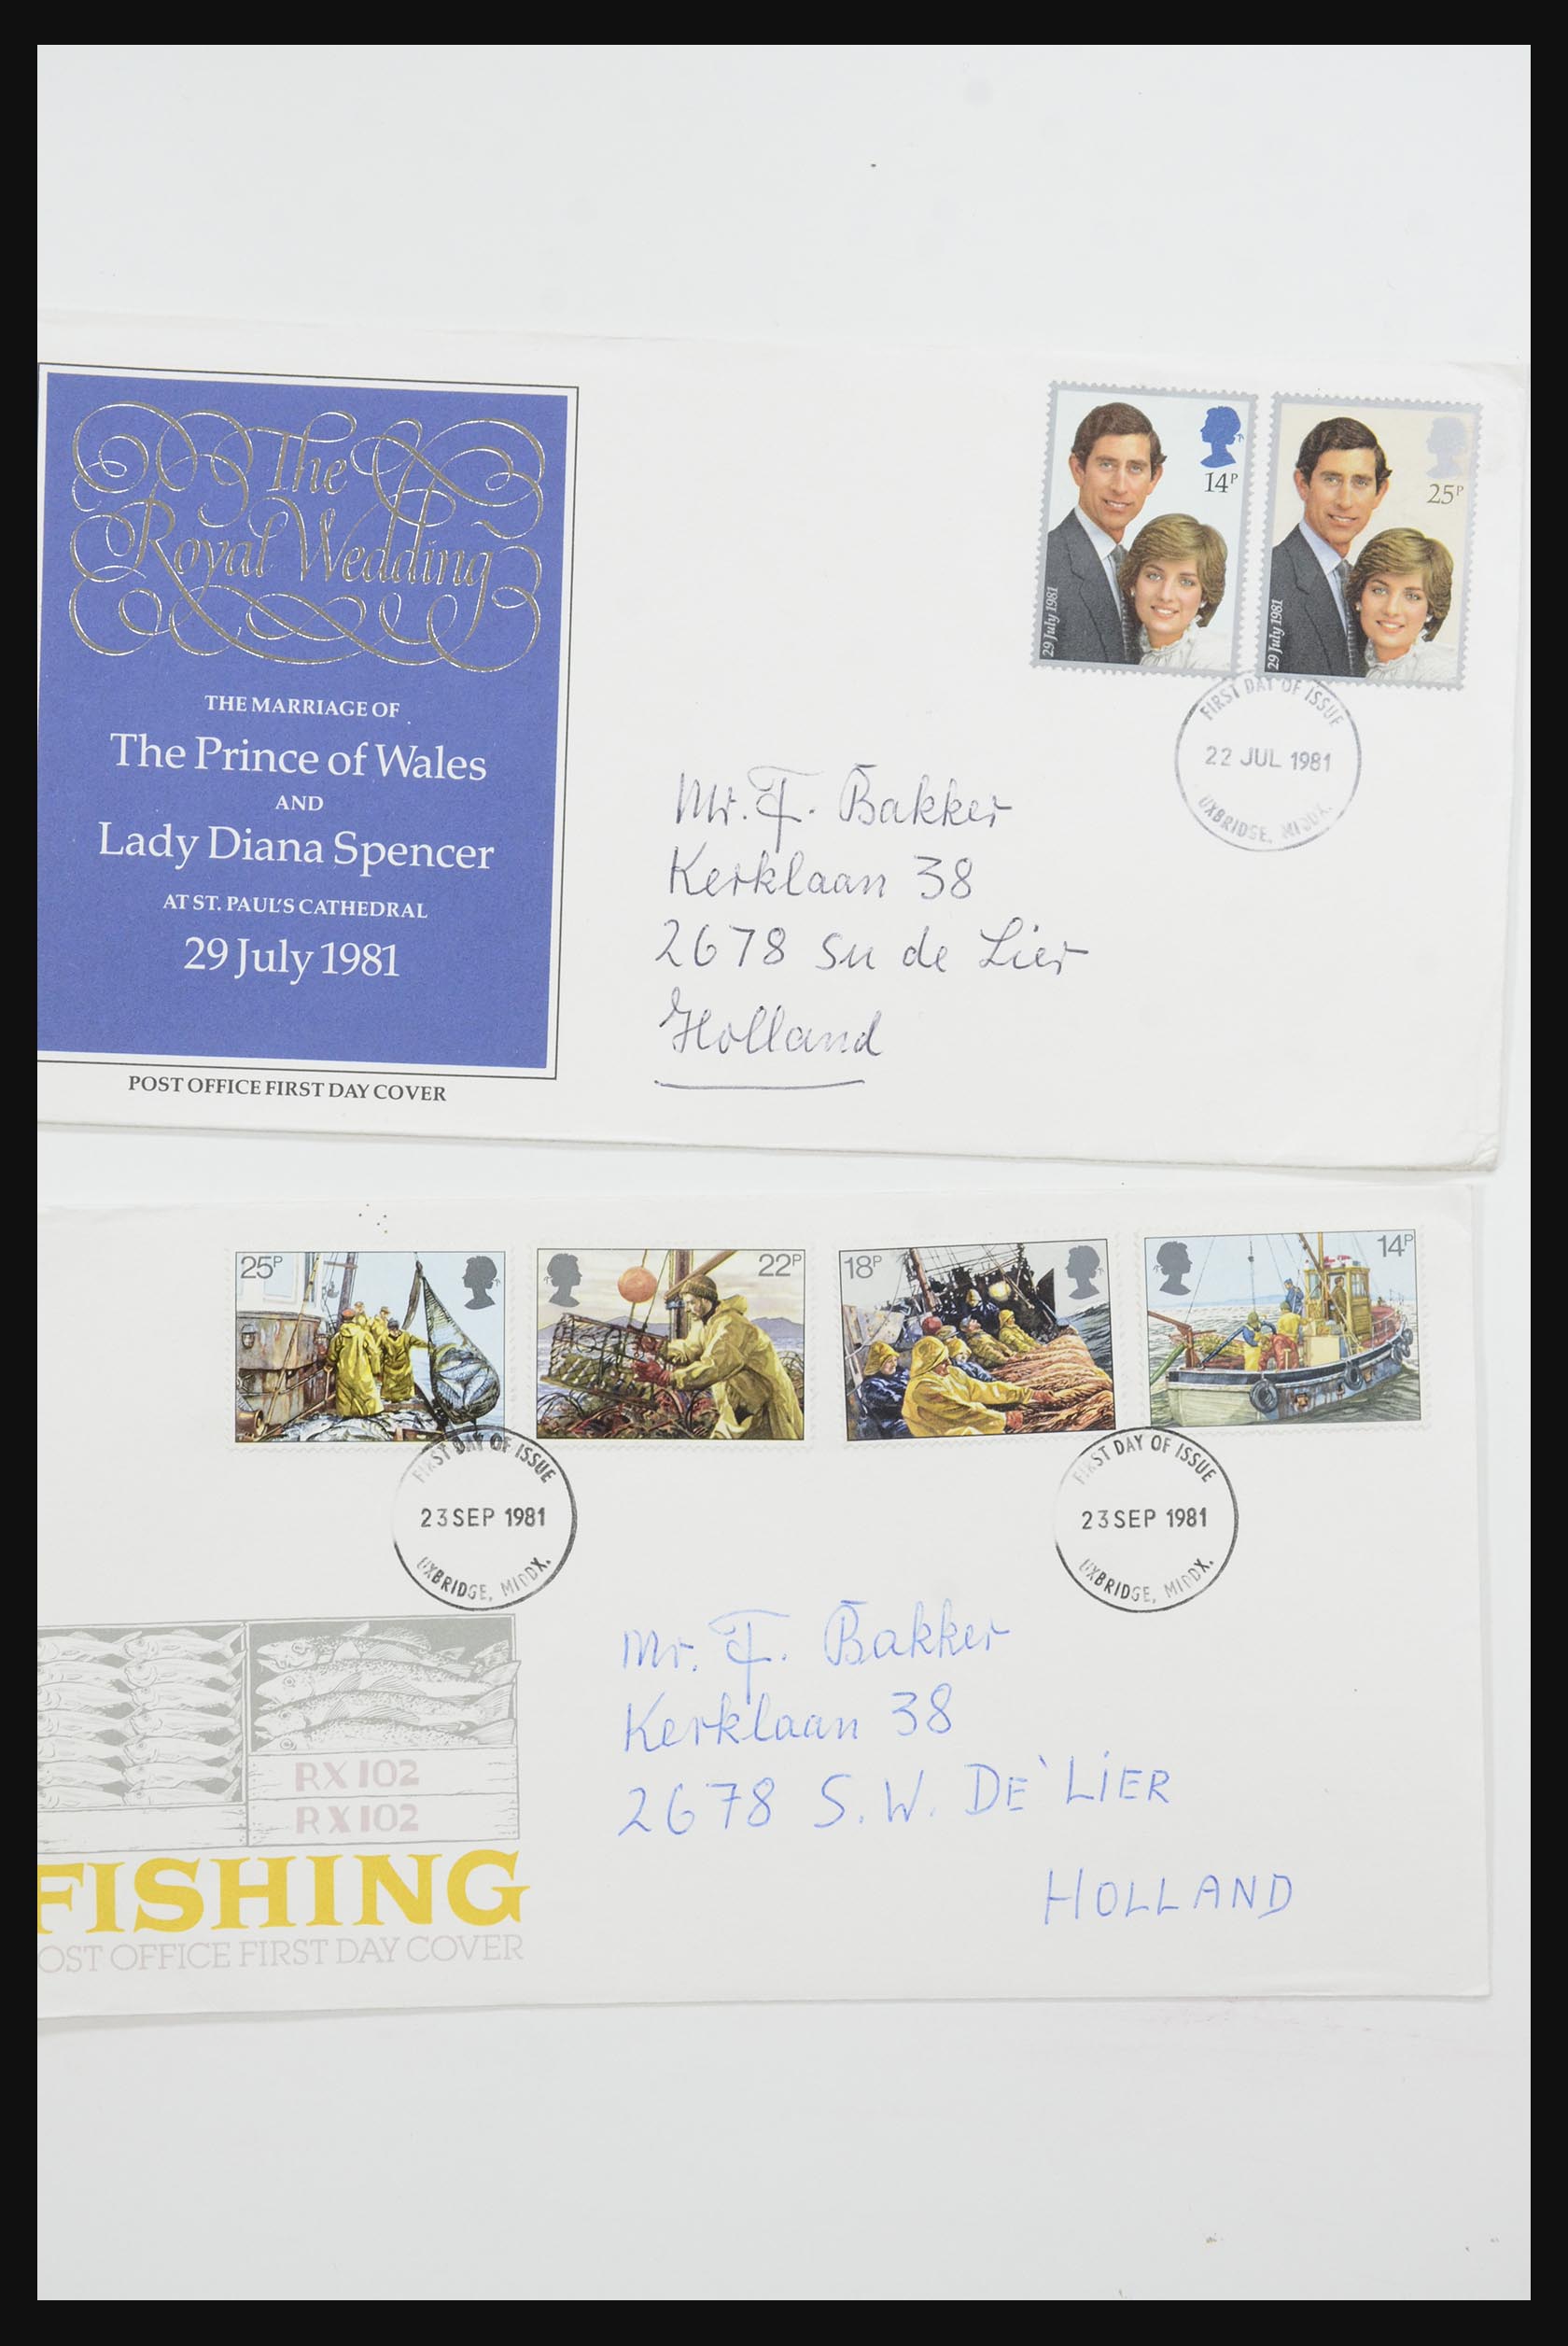 The
Royal Wedding
THE MARRIAGE OF
The Prince of Wales
AND
Lady Diana Spencer
AT ST. PAUL'S CATHEDRAL
29 July 1981
POST OFFICE FIRST DAY COVER
14P
29 July 1981
25P
29 July 1981
FIRST DAY OF ISSUE
22 JUL 1981
UXBRIDGE, MIDDX.
Mr. F. Bakker
Kerklaan 38
2678 SW de Lier
Holland
25P
22P
18P
14P
FIRST DAY OF ISSUE
23 SEP 1981
UXBRIDGE, MIDDX.
FIRST DAY OF ISSUE
23 SEP 1981
UXBRIDGE, MIDDX.
Mr. F. Bakker
Kerklaan 38
2678 S.W. DE LIER
HOLLAND
RX 102
RX 102
FISHING
OST OFFICE FIRST DAY COVER